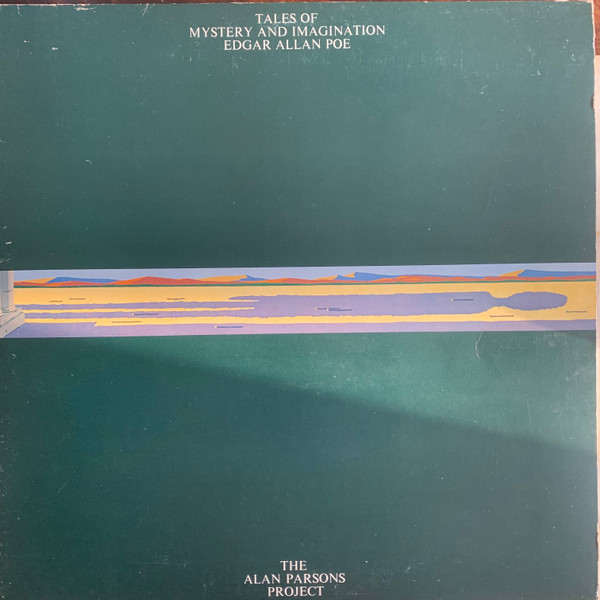 TALES OF
MYSTERY AND IMAGINATION
EDGAR ALLAN POE
THE
ALAN PARSONS
PROJECT